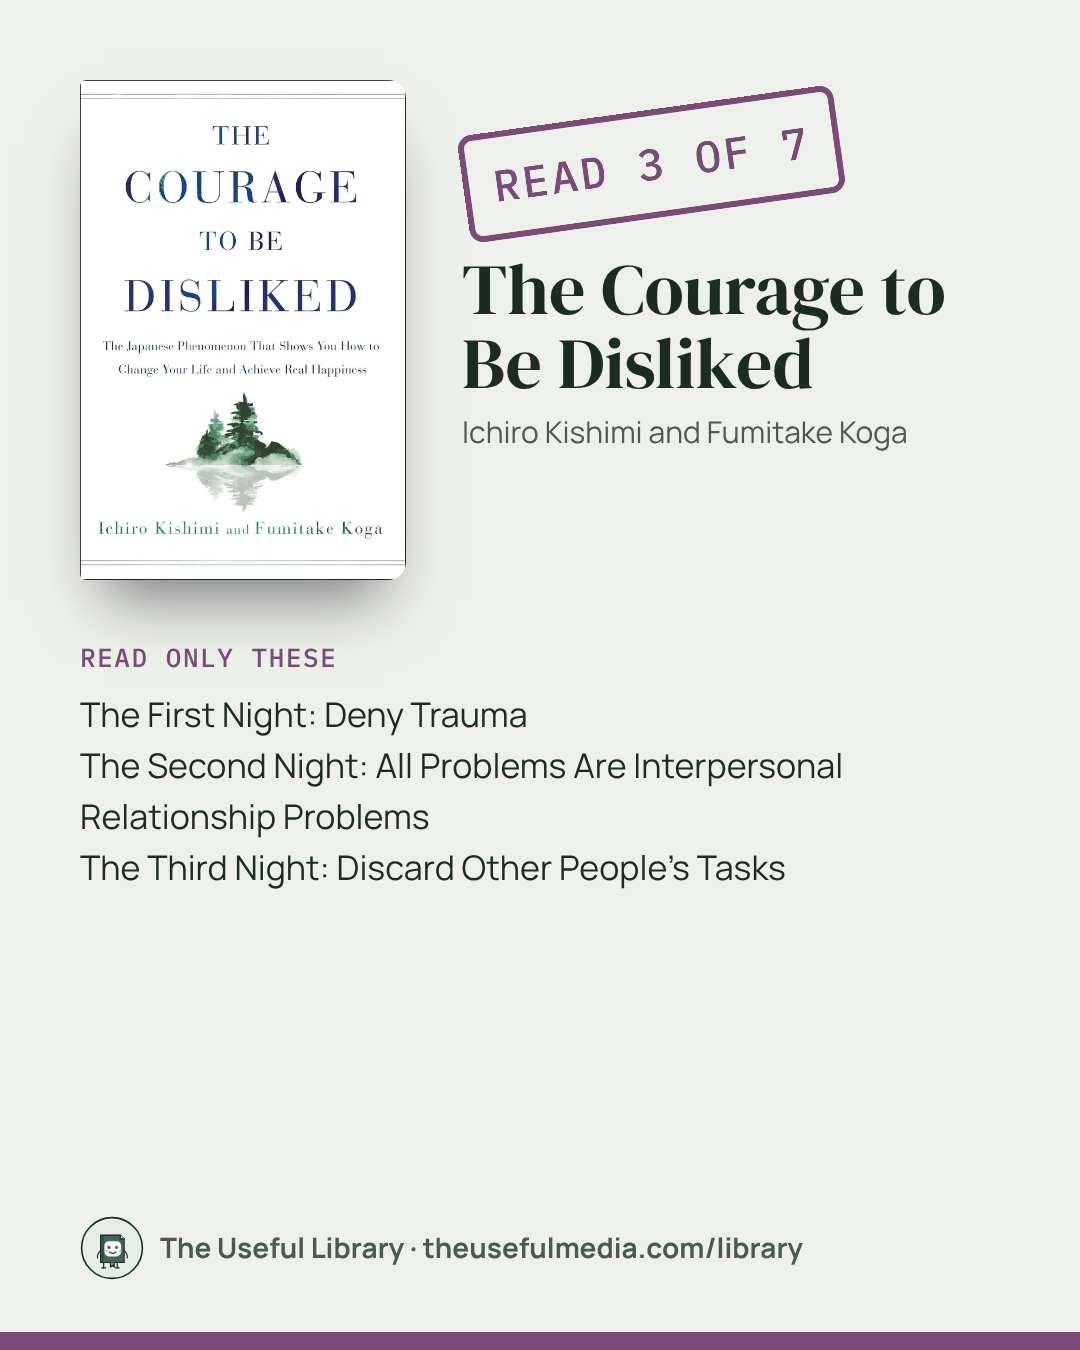 THE
COURAGE
TO BE
DISLIKED
The Japanese Phenomenon That Shows You How to
Change Your Life and Achieve Real Happiness
Ichiro Kishimi and Fumitake Koga
READ 3 OF 7
The Courage to
Be Disliked
Ichiro Kishimi and Fumitake Koga
READ ONLY THESE
The First Night: Deny Trauma
The Second Night: All Problems Are Interpersonal
Relationship Problems
The Third Night: Discard Other People’s Tasks
The Useful Library · theusefulmedia.com/library